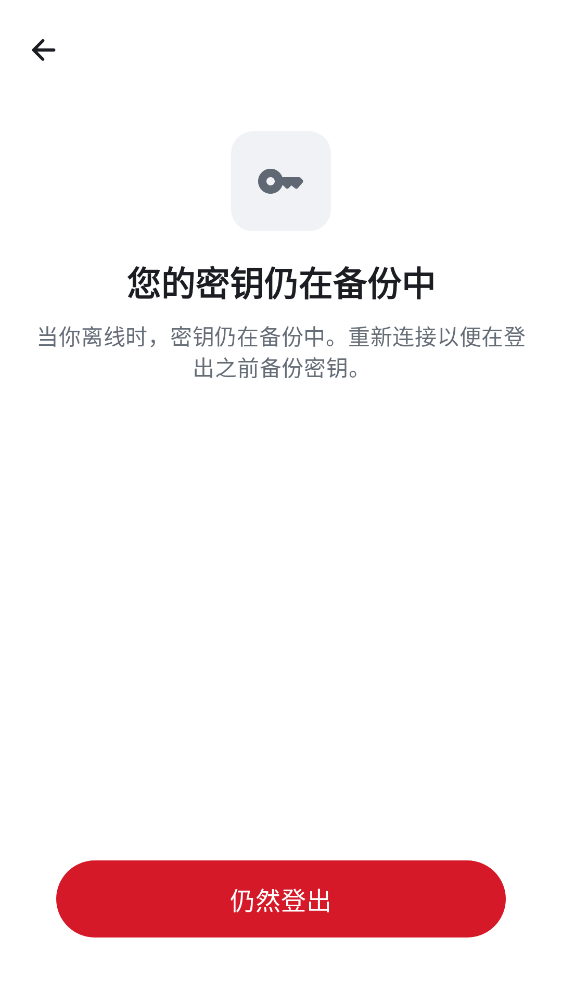 您的密钥仍在备份中
当你离线时，密钥仍在备份中。重新连接以便在登
出之前备份密钥。
仍然登出